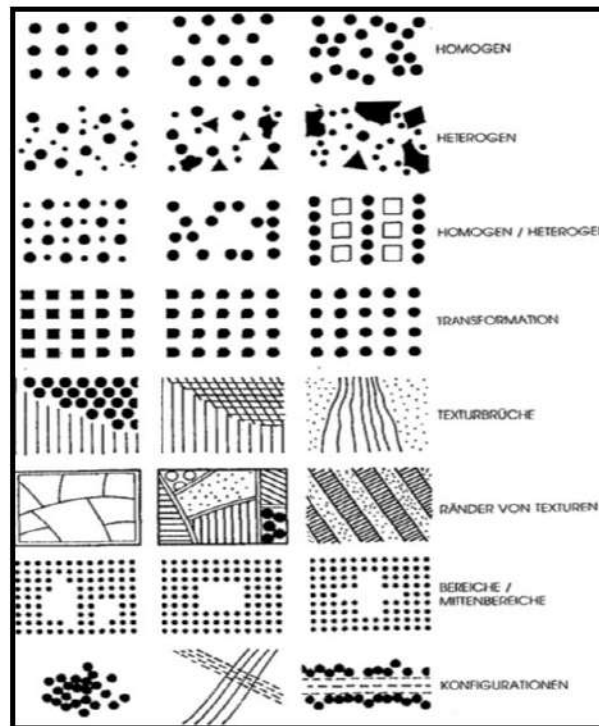 HOMOGEN
HETEROGEN
HOMOGEN / HETEROGEN
TRANSFORMATION
TEXTURBRÜCHE
RÄNDER VON TEXTUREN
BEREICHE /
MITTENBEREICHE
KONFIGURATIONEN